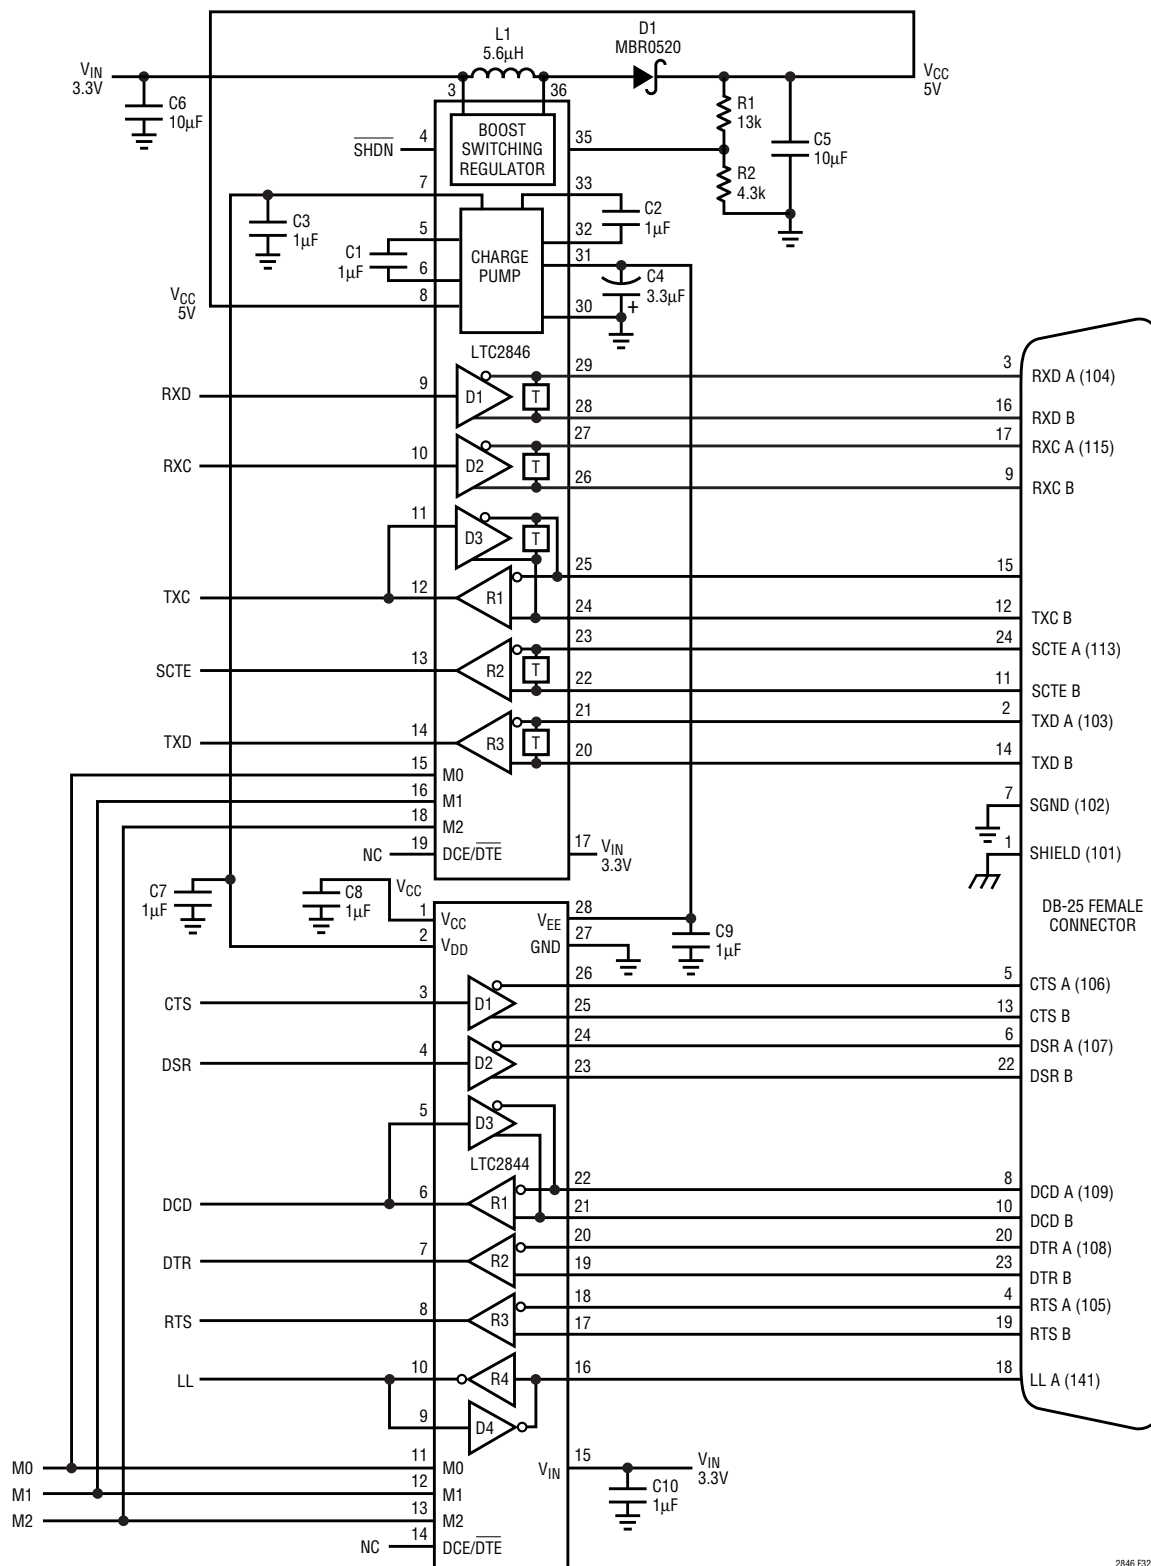 D1
MBR0520
L1
5.6µH
VIN
3.3V
VCC
5V
C6
10µF
3
36
R1
13k
BOOST
SWITCHING
REGULATOR
4
SHDN
35
C5
10µF
R2
4.3k
7
33
C3
1µF
C2
1µF
5
32
C1
1µF
CHARGE
PUMP
31
6
C4
3.3µF
+
8
VCC
5V
30
LTC2846
RXD
9
D1
T
29
3
RXD A (104)
28
16
RXD B
27
17
RXC A (115)
RXC
10
D2
T
26
9
RXC B
11
D3
T
25
15
TXC
12
R1
24
12
TXC B
23
24
SCTE A (113)
SCTE
13
R2
T
22
11
SCTE B
21
2
TXD A (103)
TXD
14
R3
T
20
14
TXD B
15
M0
16
M1
18
M2
7
SGND (102)
NC
19
DCE/DTE
17
VIN
3.3V
1
SHIELD (101)
DB-25 FEMALE
CONNECTOR
C7
1µF
C8
1µF
VCC
1
VCC
VEE
28
2
VDD
GND
27
C9
1µF
CTS
3
D1
26
5
CTS A (106)
25
13
CTS B
24
6
DSR A (107)
DSR
4
D2
23
22
DSR B
5
D3
LTC2844
22
8
DCD A (109)
DCD
6
R1
21
10
DCD B
20
20
DTR A (108)
DTR
7
R2
19
23
DTR B
18
4
RTS A (105)
RTS
8
R3
17
19
RTS B
LL
10
R4
16
18
LL A (141)
9
D4
M0
11
M0
VIN
15
VIN
3.3V
M1
12
M1
C10
1µF
M2
13
M2
NC
14
DCE/DTE
2846 F32